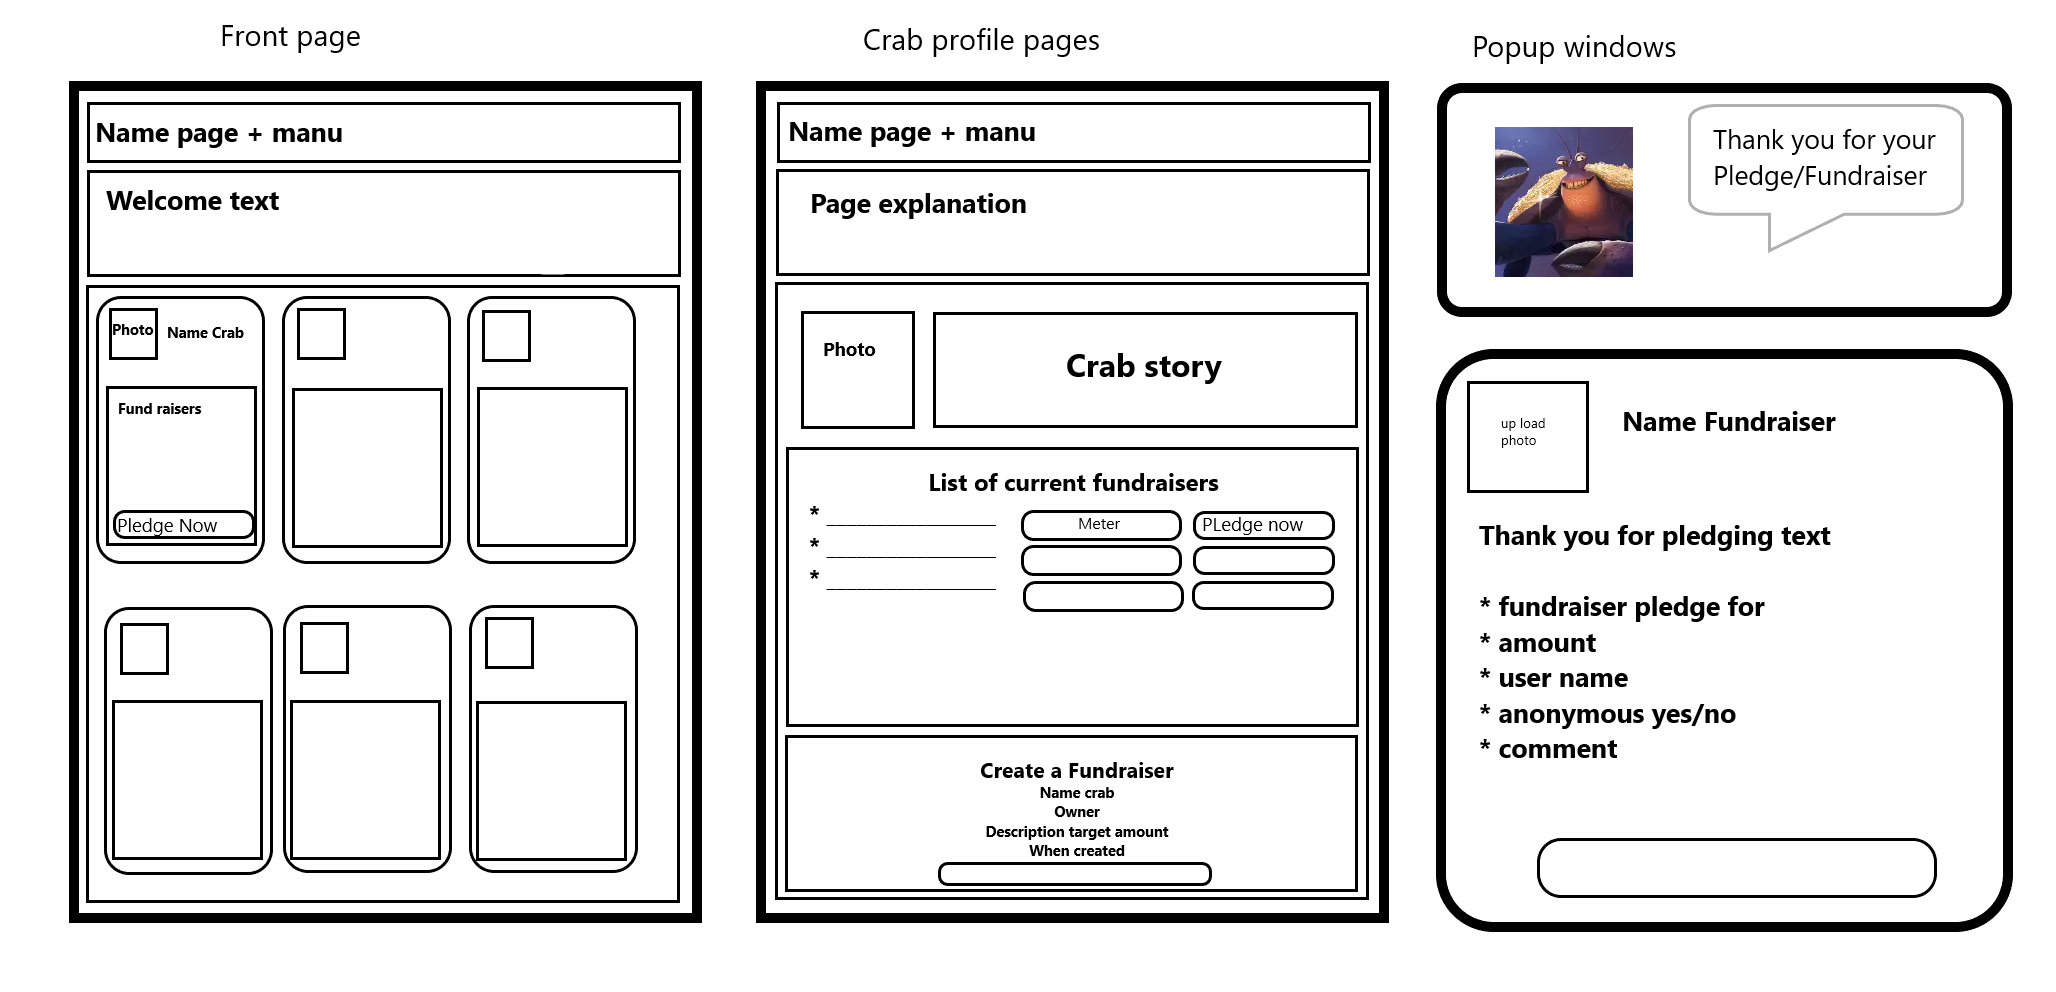 Front page
Name page + manu
Welcome text
Photo
Name Crab
Fund raisers
Pledge Now
Crab profile pages
Name page + manu
Page explanation
Photo
Crab story
List of current fundraisers
* ___________________
Meter
PLedge now
* ___________________
* ___________________
Create a Fundraiser
Name crab
Owner
Description target amount
When created
Popup windows
Thank you for your
Pledge/Fundraiser
up load
photo
Name Fundraiser
Thank you for pledging text
* fundraiser pledge for
* amount
* user name
* anonymous yes/no
* comment